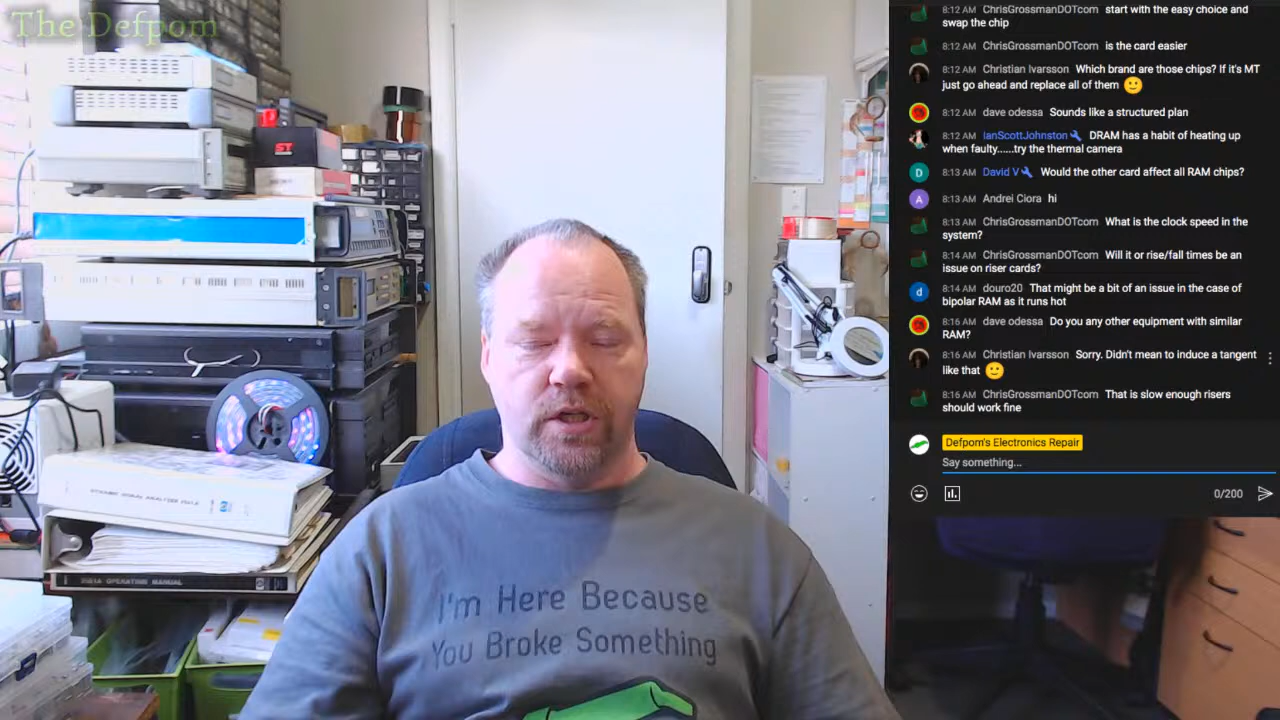 The Defpom
ST
DYNAMIC SIGNAL ANALYZER
3561A OPERATING MANUAL
I'm Here Because
You Broke Something
8:12 AM ChrisGrossmanDOTcom start with the easy choice and
swap the chip
8:12 AM ChrisGrossmanDOTcom is the card easier
8:12 AM Christian Ivarsson Which brand are those chips? If it's MT
just go ahead and replace all of them 🙂
8:12 AM dave odessa Sounds like a structured plan
8:12 AM IanScottJohnston DRAM has a habit of heating up
when faulty......try the thermal camera
D 8:13 AM David V Would the other card affect all RAM chips?
A 8:13 AM Andrei Ciora hi
8:13 AM ChrisGrossmanDOTcom What is the clock speed in the
system?
8:14 AM ChrisGrossmanDOTcom Will it or rise/fall times be an
issue on riser cards?
d 8:14 AM douro20 That might be a bit of an issue in the case of
bipolar RAM as it runs hot
8:16 AM dave odessa Do you any other equipment with similar
RAM?
8:16 AM Christian Ivarsson Sorry. Didn't mean to induce a tangent
like that 🙂
8:16 AM ChrisGrossmanDOTcom That is slow enough risers
should work fine
Defpom's Electronics Repair
Say something...
0/200